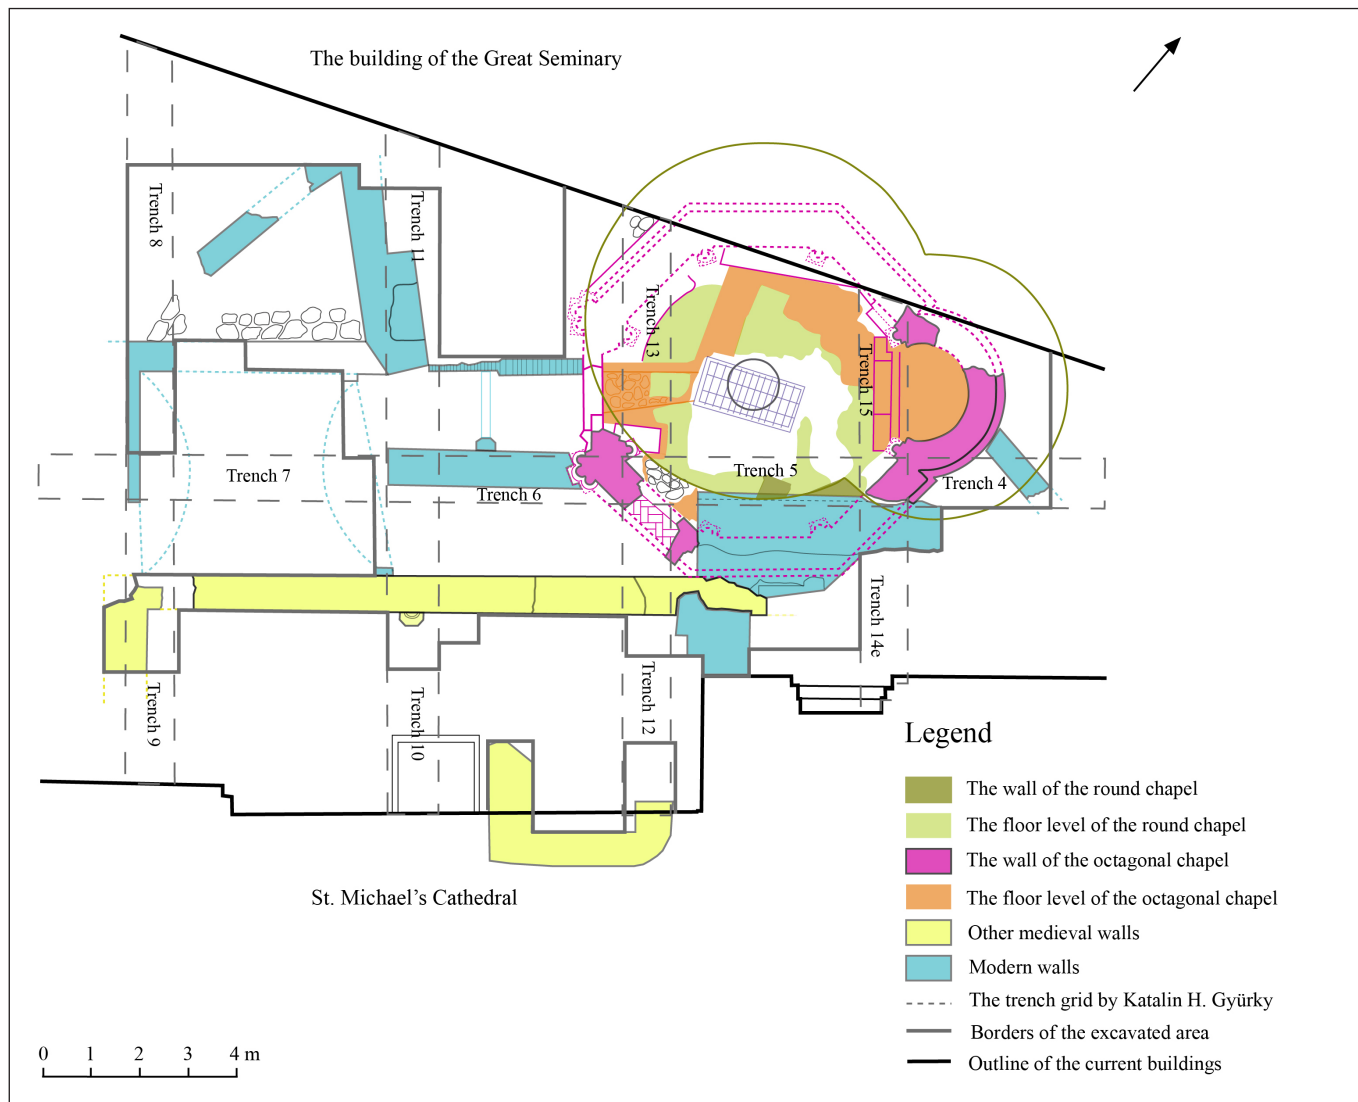 The building of the Great Seminary
Trench 8
Trench 11
Trench 13
Trench 15
Trench 7
Trench 6
Trench 5
Trench 4
Trench 9
Trench 10
Trench 12
Trench 14e
St. Michael's Cathedral
Legend
The wall of the round chapel
The floor level of the round chapel
The wall of the octagonal chapel
The floor level of the octagonal chapel
Other medieval walls
Modern walls
The trench grid by Katalin H. Gyürky
Borders of the excavated area
Outline of the current buildings
0 1 2 3 4 m